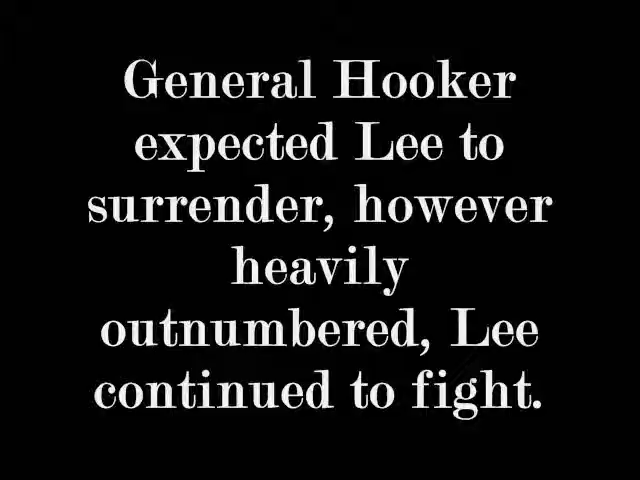 General Hooker
expected Lee to
surrender, however
heavily
outnumbered, Lee
continued to fight.